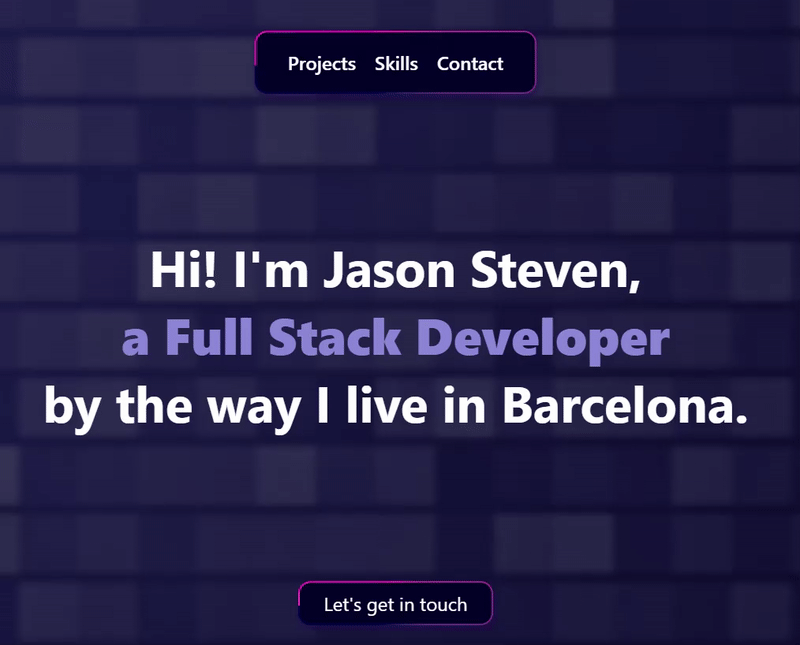 Projects Skills Contact
Hi! I'm Jason Steven,
a Full Stack Developer
by the way I live in Barcelona.
Let's get in touch